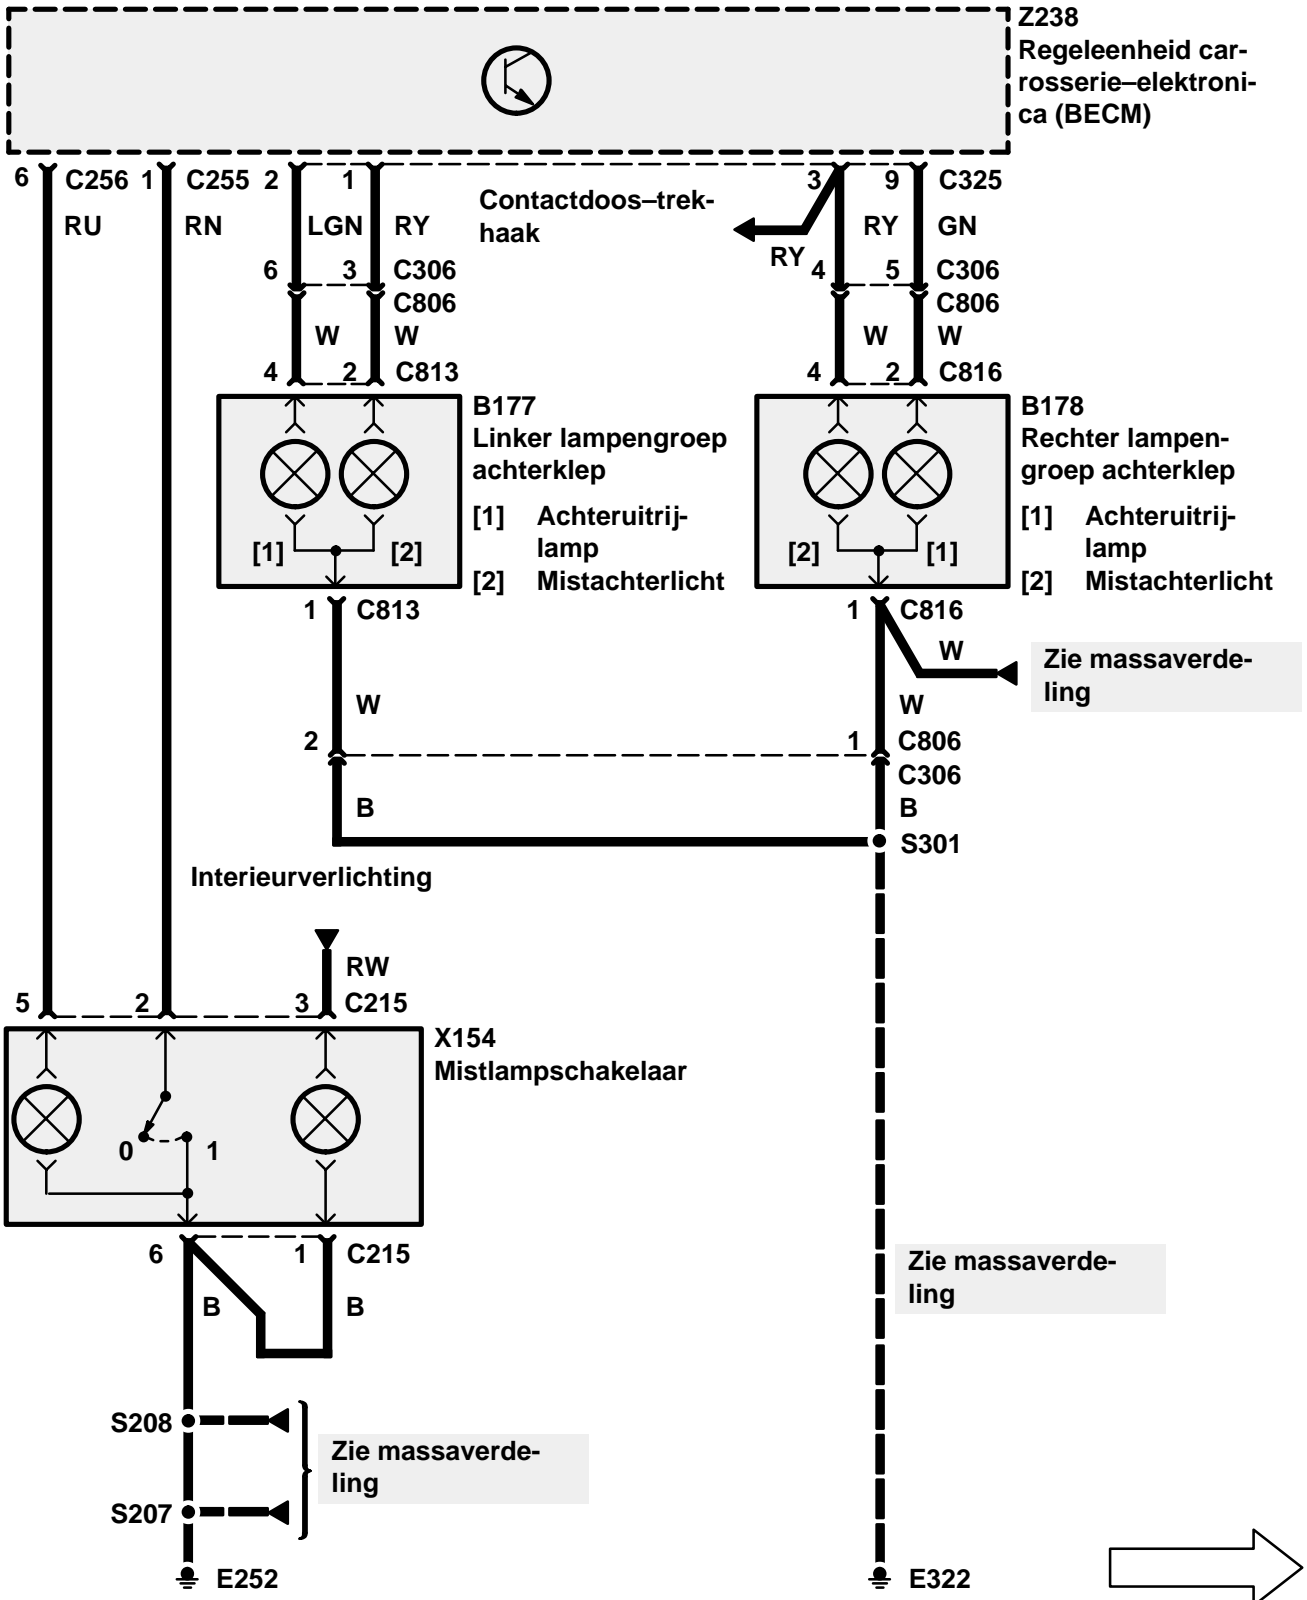 Z238
Regeleenheid car-
rosserie–elektroni-
ca (BECM)
6 C256 1 C255 2 1 3 9 C325
Contactdoos–trek-
haak
RU RN LGN RY RY GN
RY
6 3 C306 4 5 C306
C806 C806
W W W W
4 2 C813 4 2 C816
B177
Linker lampengroep
achterklep
[1] Achteruitrij-
lamp
[2] Mistachterlicht
[1] [2]
B178
Rechter lampen-
groep achterklep
[1] Achteruitrij-
lamp
[2] Mistachterlicht
[2] [1]
1 C813 1 C816
W
Zie massaverde-
ling
W W
2 1 C806
C306
B B
S301
Interieurverlichting
RW
5 2 3 C215
X154
Mistlampschakelaar
0 1
6 1 C215
B B
Zie massaverde-
ling
S208
Zie massaverde-
ling
S207
E252 E322